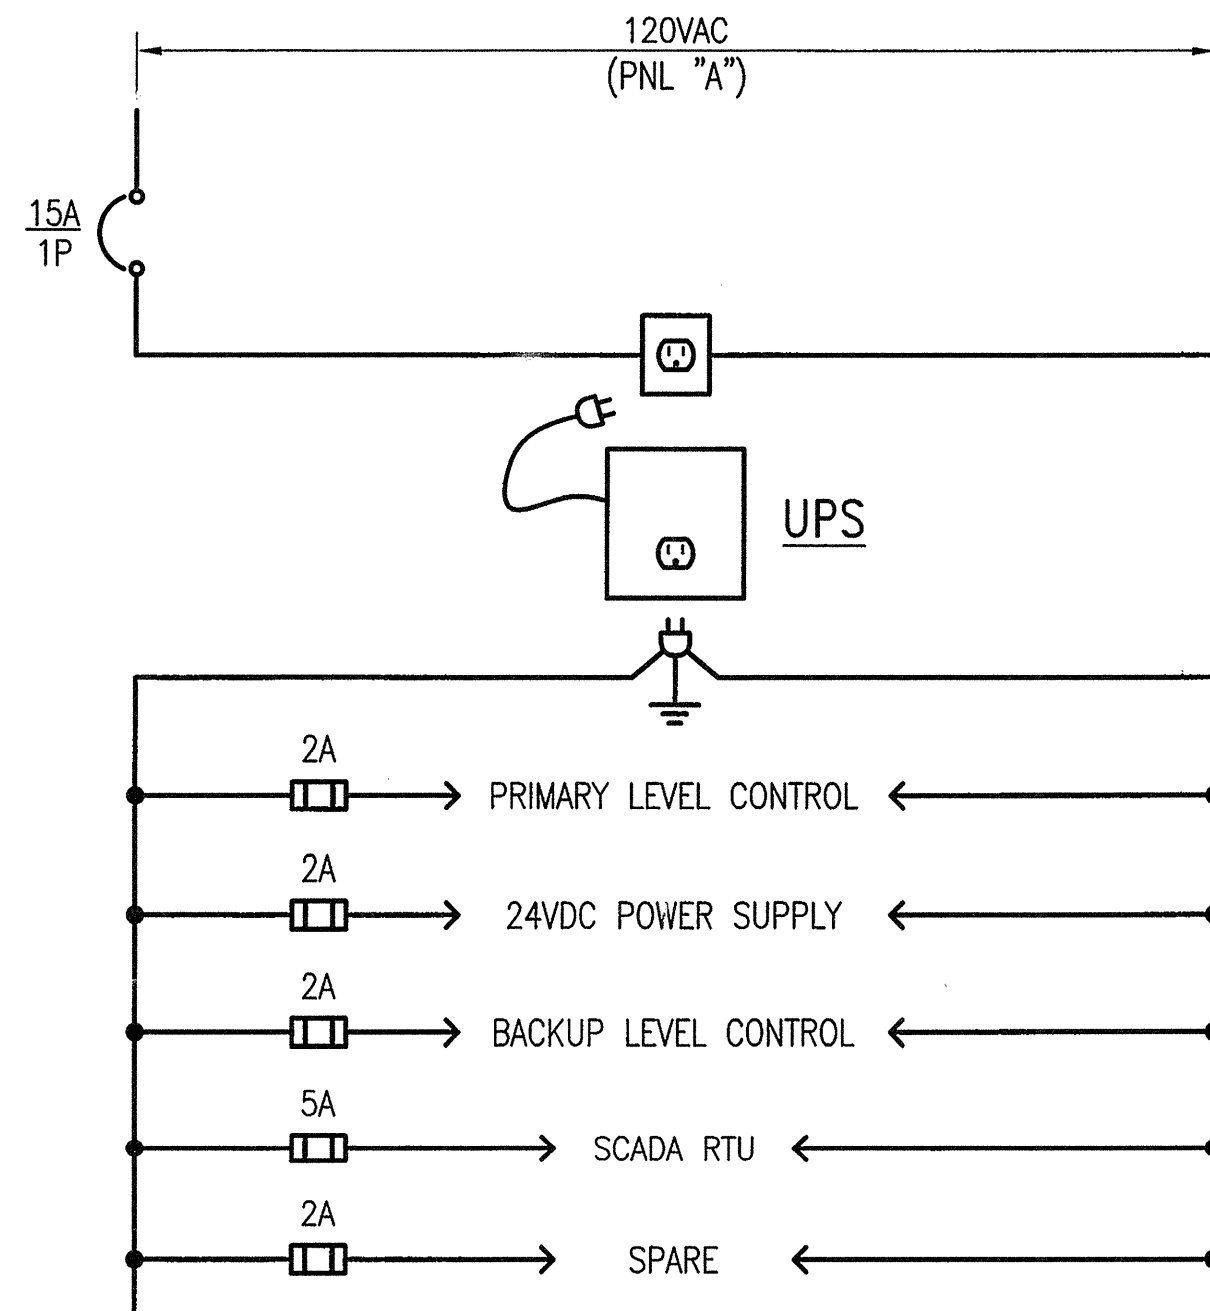 120VAC
(PNL "A")
15A
1P
UPS
2A
PRIMARY LEVEL CONTROL
2A
24VDC POWER SUPPLY
2A
BACKUP LEVEL CONTROL
5A
SCADA RTU
2A
SPARE